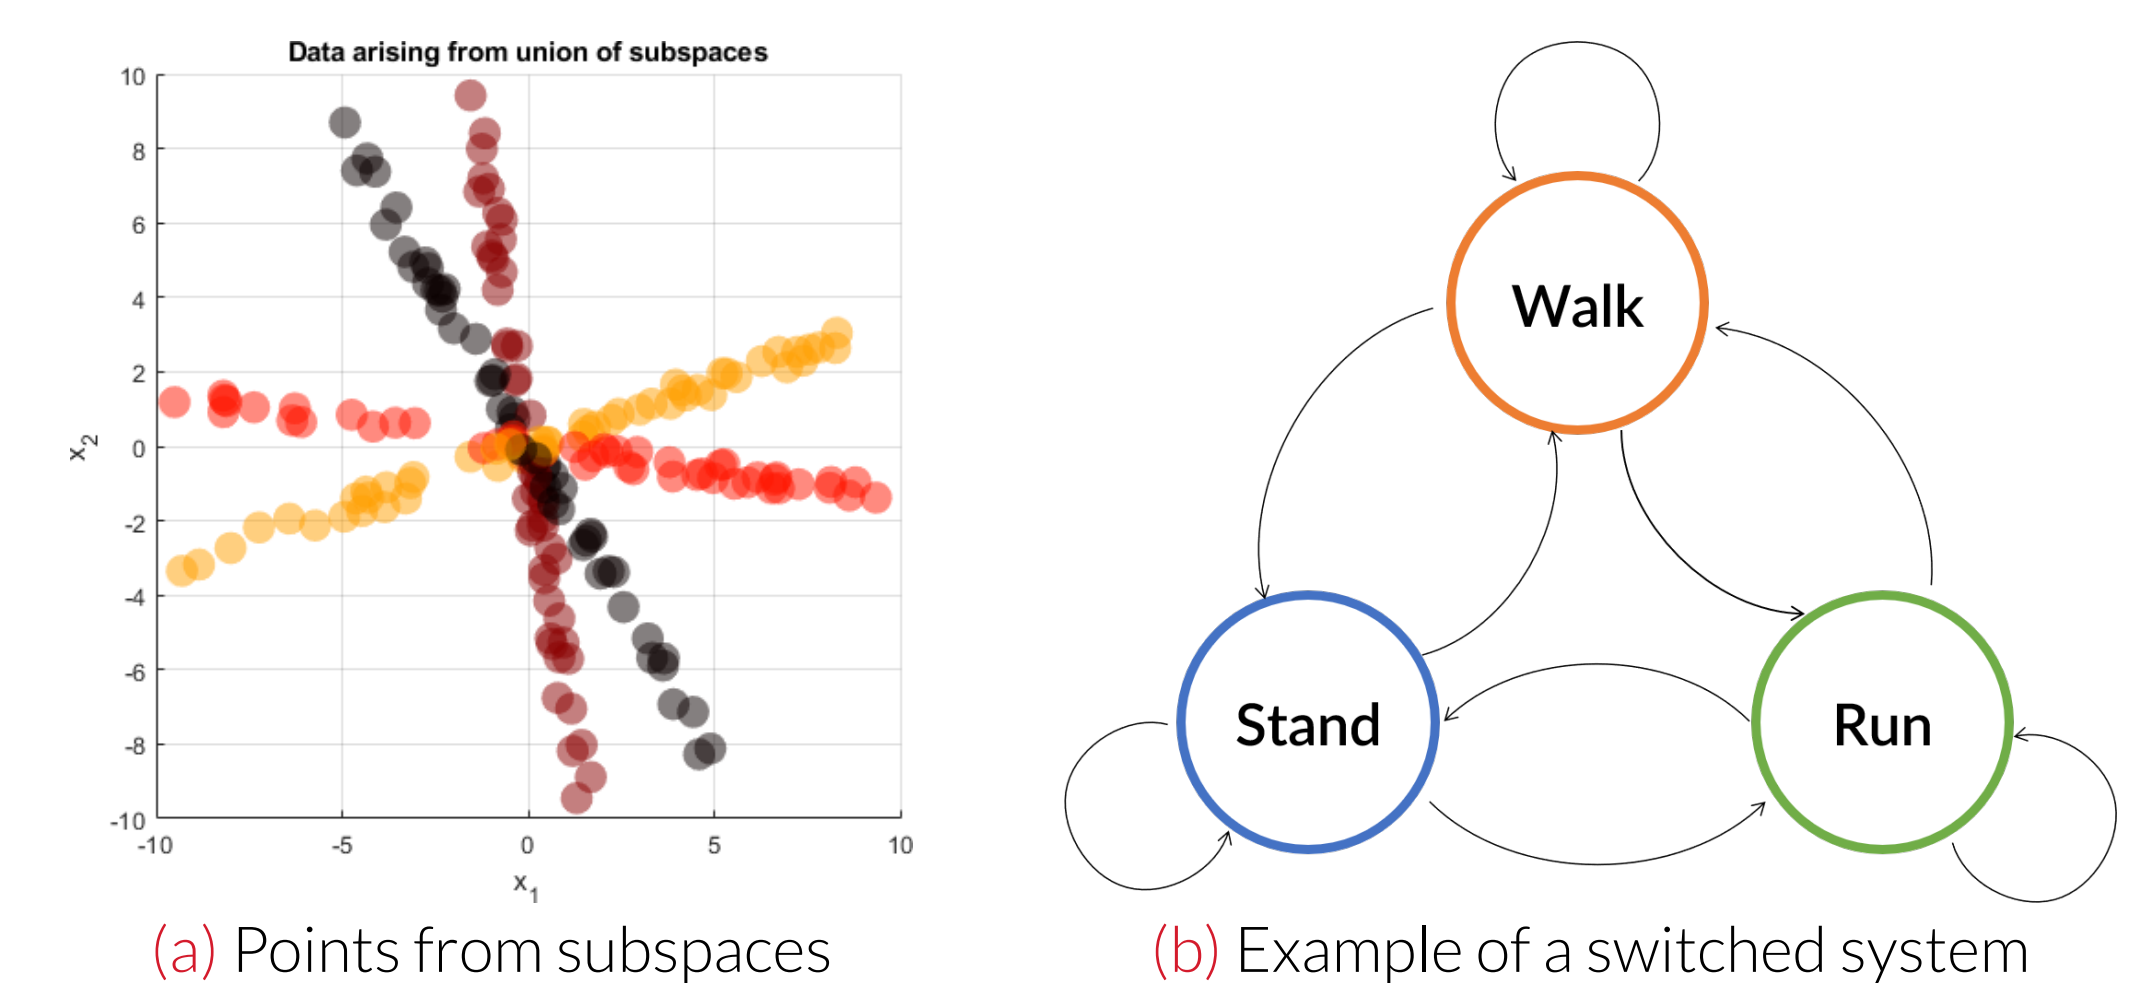 Data arising from union of subspaces
10
8
6
4
2
0
-2
-4
-6
-8
-10
x2
-10 -5 0 5 10
x1
(a) Points from subspaces
Walk
Stand
Run
(b) Example of a switched system